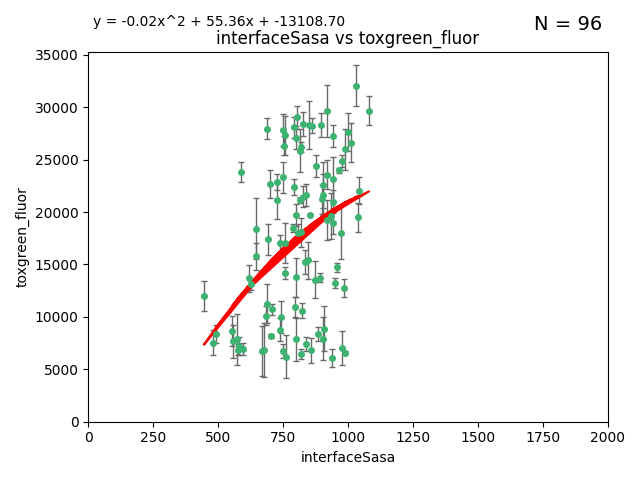 y = -0.02x^2 + 55.36x + -13108.70
N = 96
interfaceSasa vs toxgreen_fluor
35000
30000
25000
20000
15000
10000
5000
0
toxgreen_fluor
0 250 500 750 1000 1250 1500 1750 2000
interfaceSasa